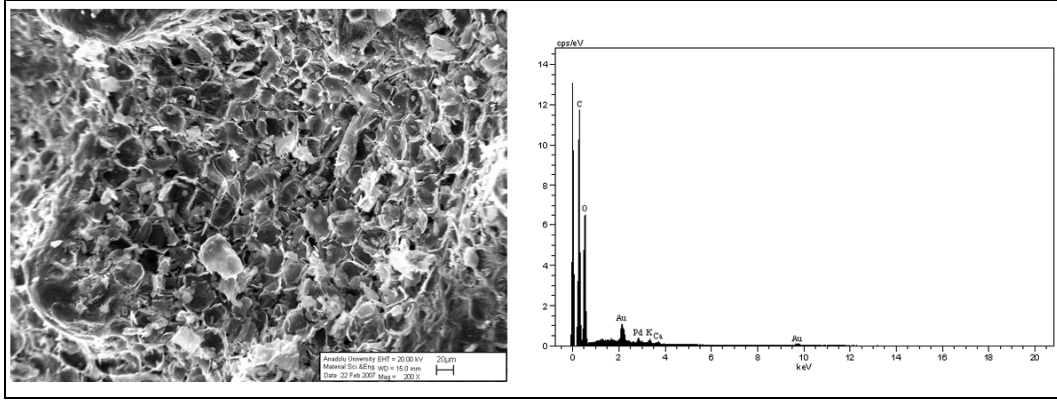 Anadolu University EHT = 20.00 kV 20µm
Material Sci.&Eng. WD = 15.0 mm
Date :22 Feb 2007 Mag = 200 X
cps/eV
14
12
10
8
6
4
2
0
C
O
Au
Pd K Ca
Au
0 2 4 6 8 10 12 14 16 18 20
keV